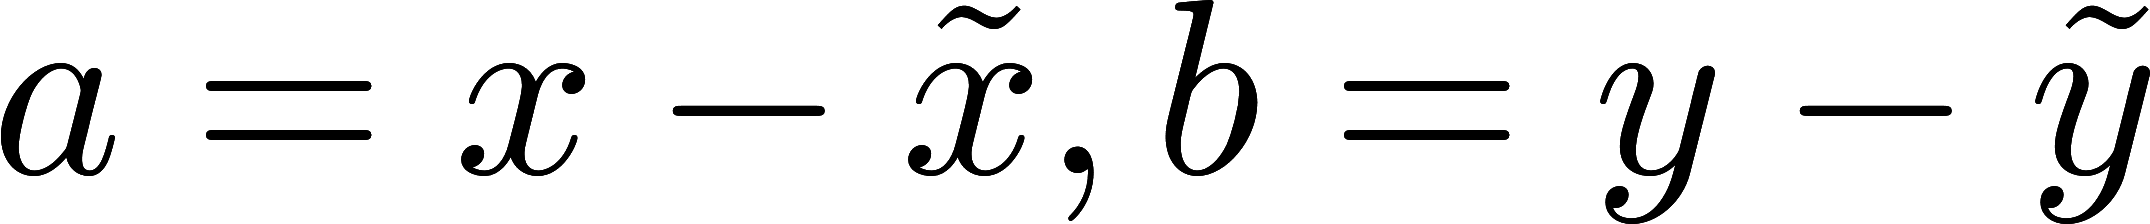 a = x − x̃, b = y − ỹ